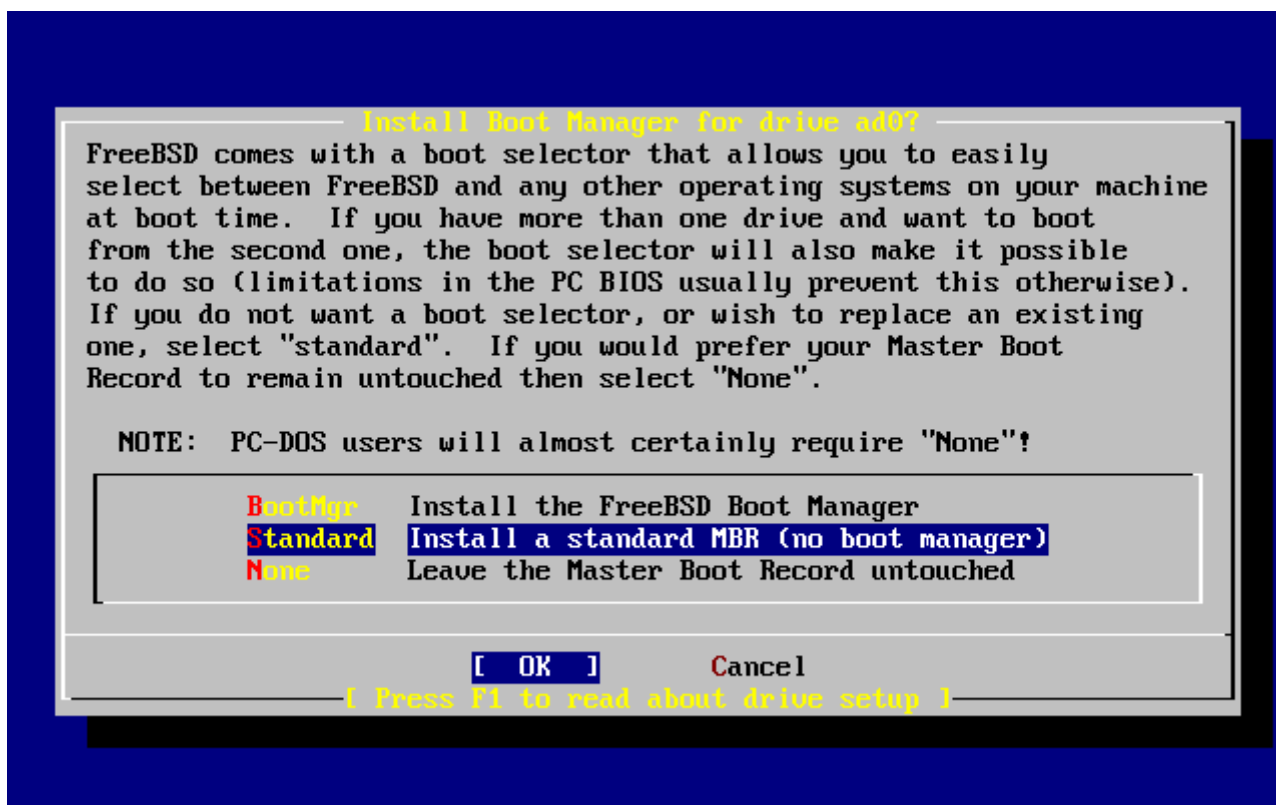 Install Boot Manager for drive ad0?
FreeBSD comes with a boot selector that allows you to easily
select between FreeBSD and any other operating systems on your machine
at boot time.  If you have more than one drive and want to boot
from the second one, the boot selector will also make it possible
to do so (limitations in the PC BIOS usually prevent this otherwise).
If you do not want a boot selector, or wish to replace an existing
one, select "standard".  If you would prefer your Master Boot
Record to remain untouched then select "None".
NOTE:  PC-DOS users will almost certainly require "None"!
BootMgr   Install the FreeBSD Boot Manager
Standard  Install a standard MBR (no boot manager)
None      Leave the Master Boot Record untouched
[  OK  ]       Cancel
[ Press F1 to read about drive setup ]